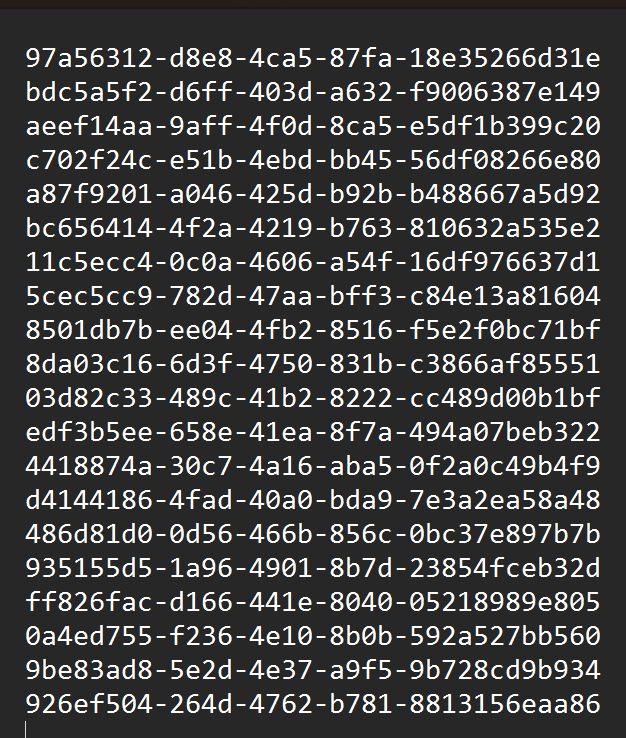 97a56312-d8e8-4ca5-87fa-18e35266d31e
bdc5a5f2-d6ff-403d-a632-f9006387e149
aeef14aa-9aff-4f0d-8ca5-e5df1b399c20
c702f24c-e51b-4ebd-bb45-56df08266e80
a87f9201-a046-425d-b92b-b488667a5d92
bc656414-4f2a-4219-b763-810632a535e2
11c5ecc4-0c0a-4606-a54f-16df976637d1
5cec5cc9-782d-47aa-bff3-c84e13a81604
8501db7b-ee04-4fb2-8516-f5e2f0bc71bf
8da03c16-6d3f-4750-831b-c3866af85551
03d82c33-489c-41b2-8222-cc489d00b1bf
edf3b5ee-658e-41ea-8f7a-494a07beb322
4418874a-30c7-4a16-aba5-0f2a0c49b4f9
d4144186-4fad-40a0-bda9-7e3a2ea58a48
486d81d0-0d56-466b-856c-0bc37e897b7b
935155d5-1a96-4901-8b7d-23854fceb32d
ff826fac-d166-441e-8040-05218989e805
0a4ed755-f236-4e10-8b0b-592a527bb560
9be83ad8-5e2d-4e37-a9f5-9b728cd9b934
926ef504-264d-4762-b781-8813156eaa86